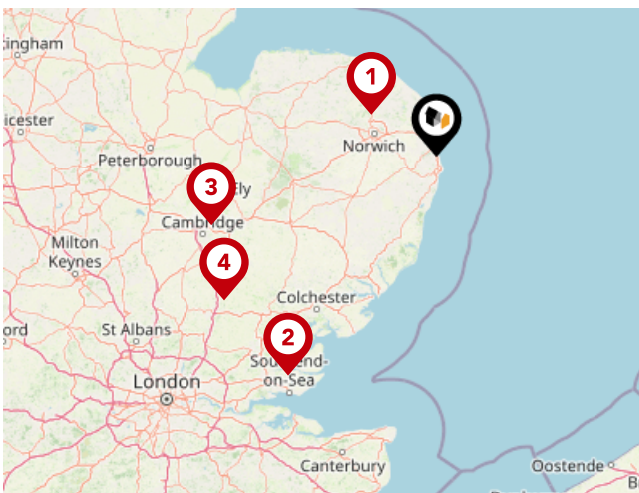 ingham
1
icester
Norwich
Peterborough
3
Ely
Cambridge
4
Milton
Keynes
Colchester
ord
St Albans
2
Southend-
on-Sea
London
Canterbury
Oostende
B